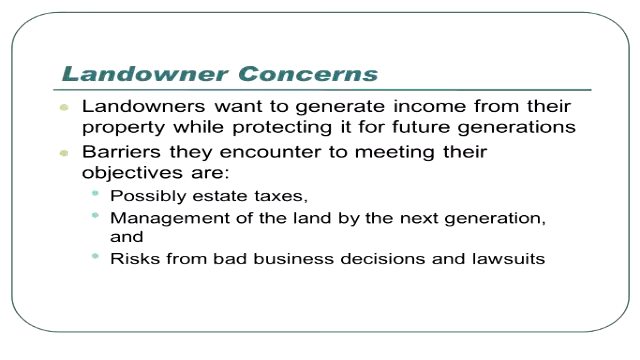 Landowner Concerns
Landowners want to generate income from their
property while protecting it for future generations
Barriers they encounter to meeting their
objectives are:
Possibly estate taxes,
Management of the land by the next generation,
and
Risks from bad business decisions and lawsuits